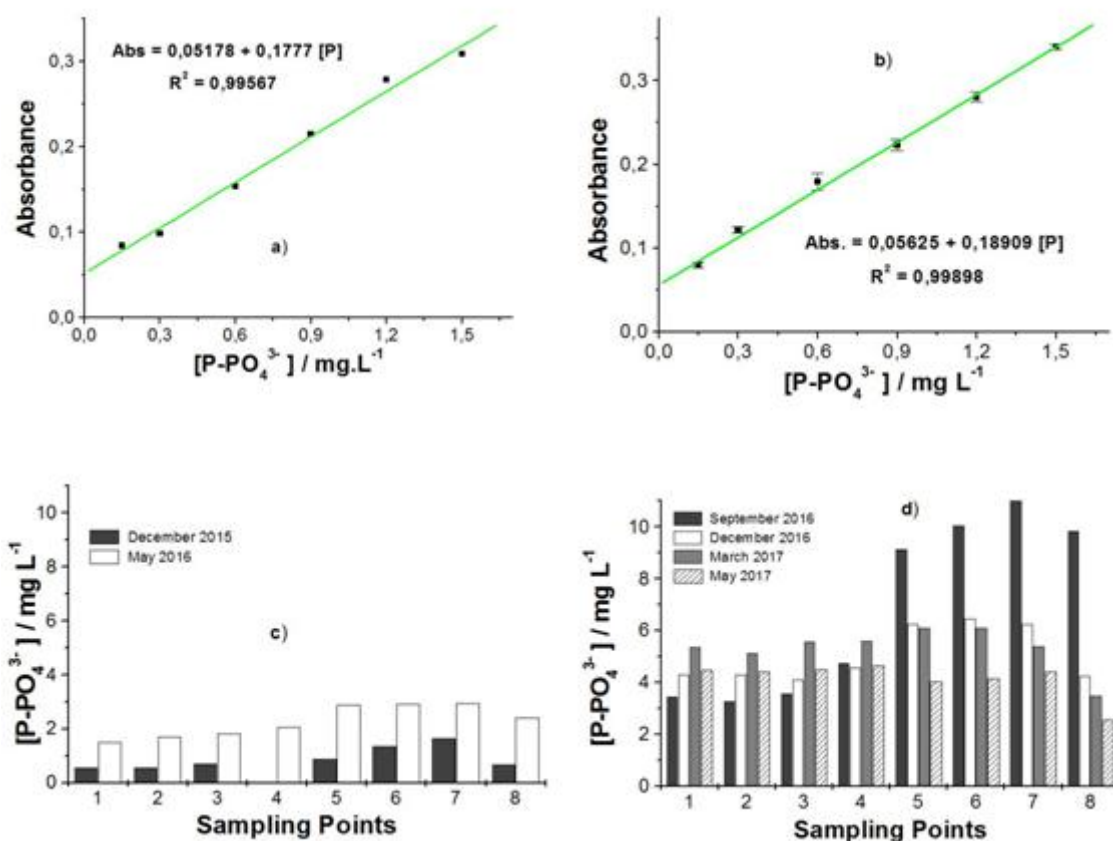 Abs = 0,05178 + 0,1777 [P]
R² = 0,99567
a)
Absorbance
0,3
0,2
0,1
0,0
0,0 0,3 0,6 0,9 1,2 1,5
[P-PO₄³⁻ ] / mg.L⁻¹
b)
Abs. = 0,05625 + 0,18909 [P]
R² = 0,99898
Absorbance
0,3
0,2
0,1
0,0
0,0 0,3 0,6 0,9 1,2 1,5
[P-PO₄³⁻ ] / mg L⁻¹
December 2015
May 2016
c)
[P-PO₄³⁻ ] / mg L⁻¹
10
8
6
4
2
0
1 2 3 4 5 6 7 8
Sampling Points
September 2016
December 2016
March 2017
May 2017
d)
[P-PO₄³⁻ ] / mg L⁻¹
10
8
6
4
2
0
1 2 3 4 5 6 7 8
Sampling Points